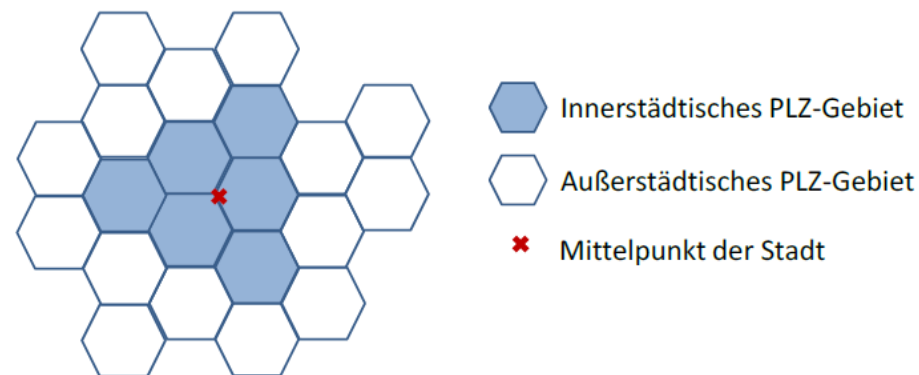 Innerstädtisches PLZ-Gebiet
Außerstädtisches PLZ-Gebiet
Mittelpunkt der Stadt